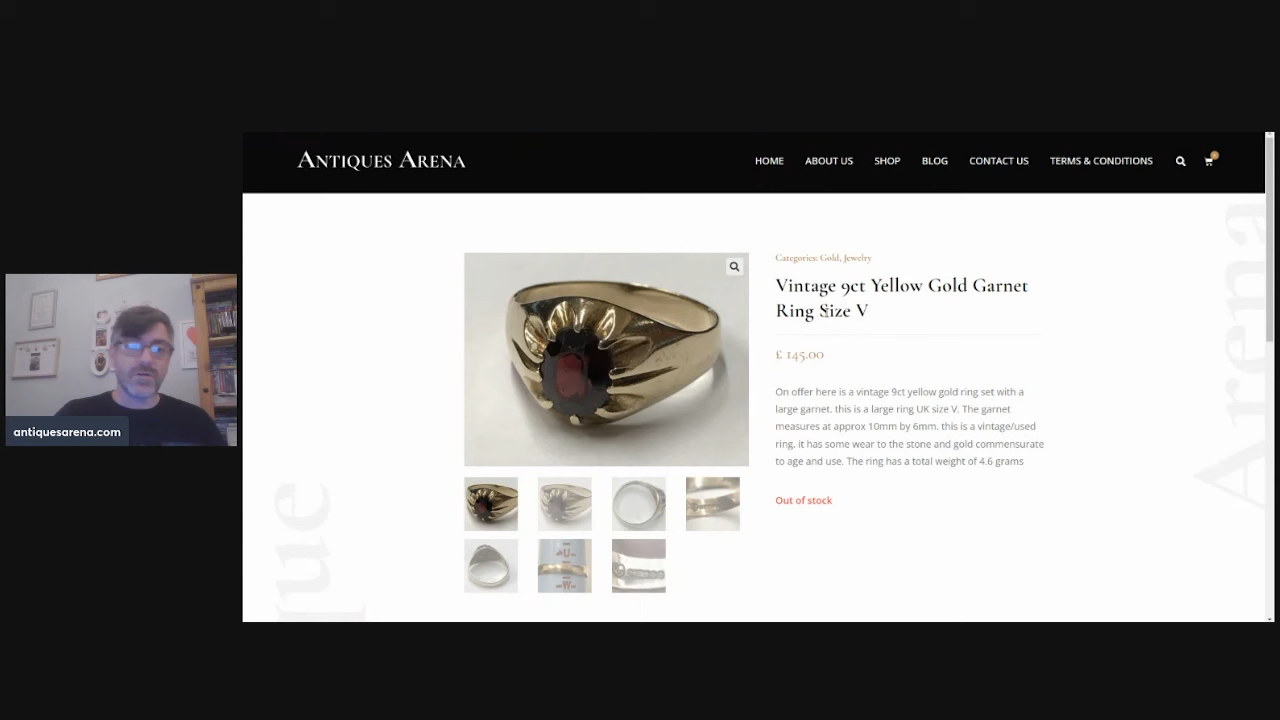 ANTIQUES ARENA
HOME ABOUT US SHOP BLOG CONTACT US TERMS & CONDITIONS
Categories: Gold, Jewelry
Vintage 9ct Yellow Gold Garnet
Ring Size V
£ 145.00
On offer here is a vintage 9ct yellow gold ring set with a
large garnet. this is a large ring UK size V. The garnet
measures at approx 10mm by 6mm. this is a vintage/used
ring. it has some wear to the stone and gold commensurate
to age and use. The ring has a total weight of 4.6 grams
Out of stock
antiquesarena.com
Arena
que
U
W